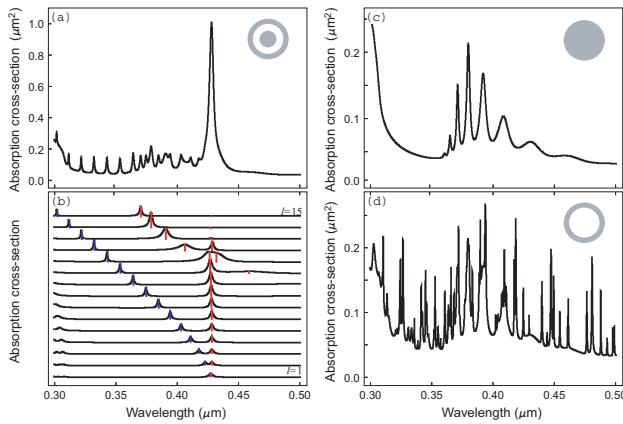 (a)
Absorption cross-section (μm²)
1.0
0.8
0.6
0.4
0.2
0.0
(b)
Absorption cross-section
l=15
l=1
0.30 0.35 0.40 0.45 0.50
Wavelength (μm)
(c)
Absorption cross-section (μm²)
0.2
0.1
0.0
(d)
Absorption cross-section (μm²)
0.2
0.1
0.0
0.30 0.35 0.40 0.45 0.50
Wavelength (μm)